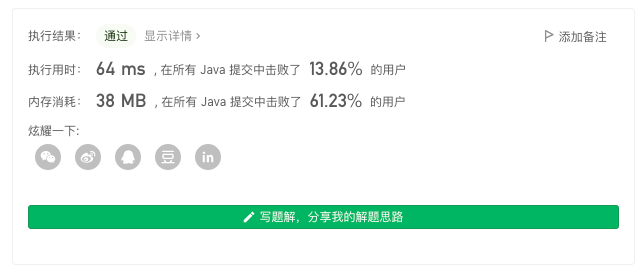 执行结果： 通过 显示详情 › 添加备注
执行用时： 64 ms , 在所有 Java 提交中击败了 13.86% 的用户
内存消耗： 38 MB , 在所有 Java 提交中击败了 61.23% 的用户
炫耀一下:
豆 in
写题解，分享我的解题思路